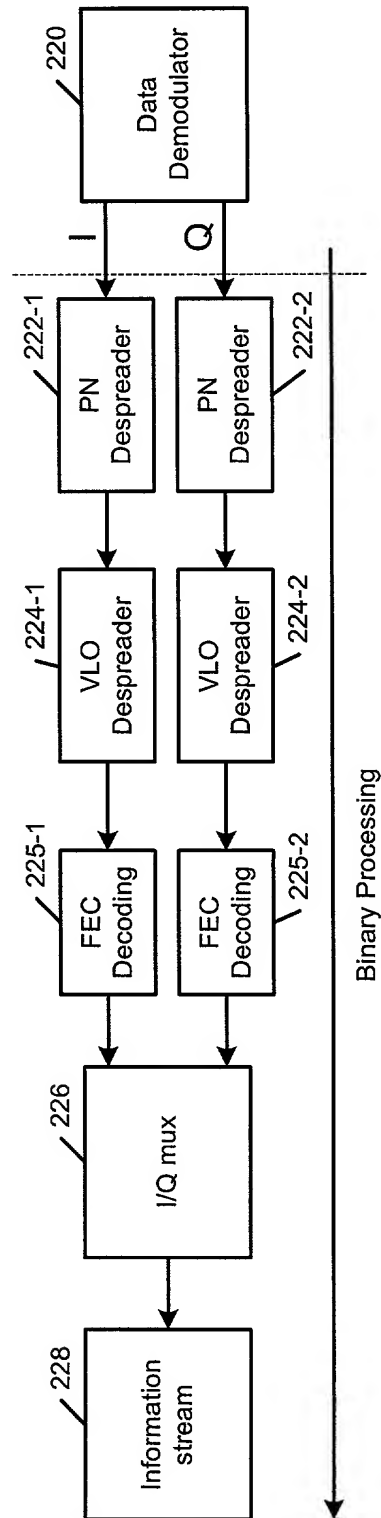 220
Data
Demodulator
I
Q
222-1
PN
Despreader
222-2
PN
Despreader
224-1
VLO
Despreader
224-2
VLO
Despreader
225-1
FEC
Decoding
225-2
FEC
Decoding
226
I/Q mux
228
Information
stream
Binary Processing